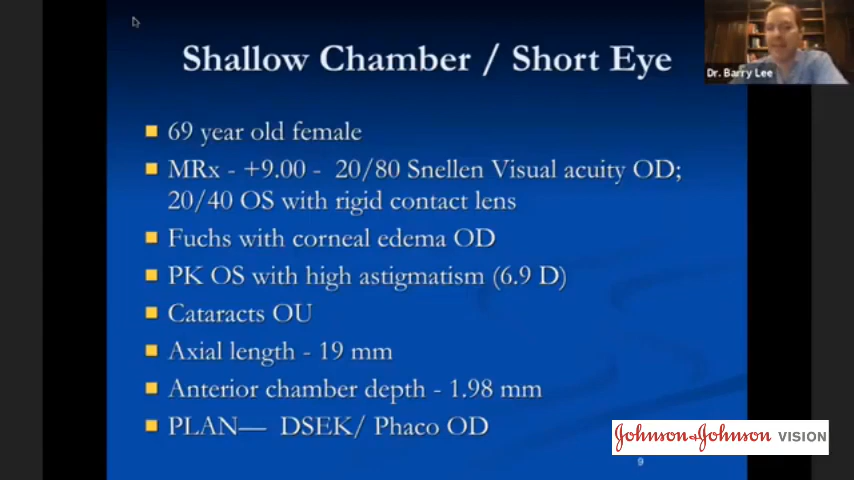 Shallow Chamber / Short Eye
Dr. Barry Lee
69 year old female
MRx - +9.00 - 20/80 Snellen Visual acuity OD;
20/40 OS with rigid contact lens
Fuchs with corneal edema OD
PK OS with high astigmatism (6.9 D)
Cataracts OU
Axial length - 19 mm
Anterior chamber depth - 1.98 mm
PLAN— DSEK/ Phaco OD
Johnson & Johnson VISION
9